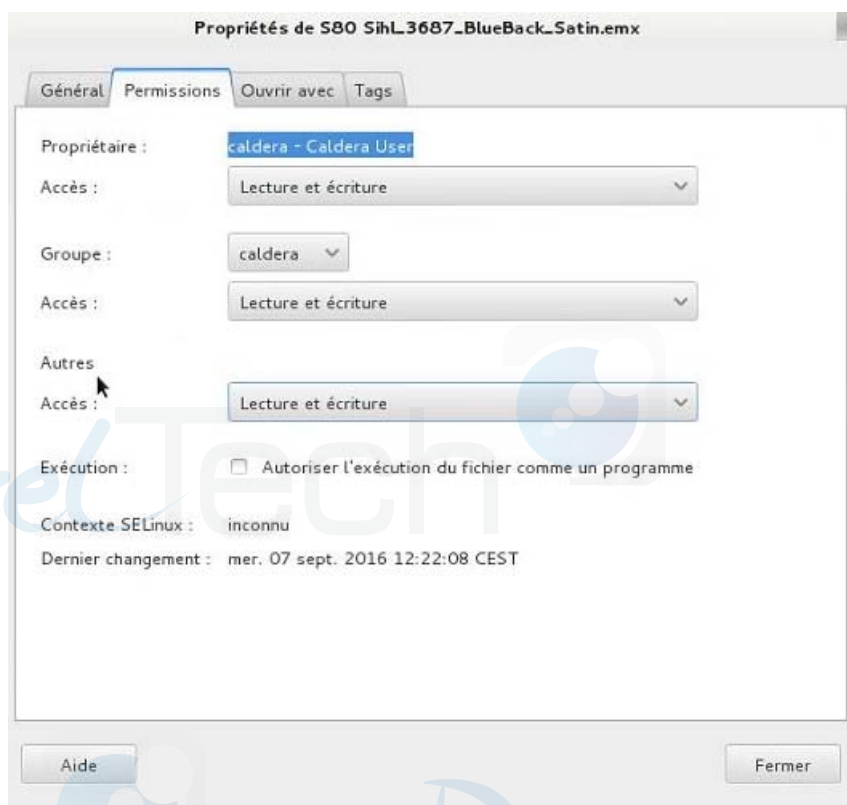 Propriétés de S80 SihL_3687_BlueBack_Satin.emx
Général Permissions Ouvrir avec Tags
Propriétaire : caldera - Caldera User
Accès : Lecture et écriture
Groupe : caldera
Accès : Lecture et écriture
Autres
Accès : Lecture et écriture
Exécution : Autoriser l'exécution du fichier comme un programme
Contexte SELinux : inconnu
Dernier changement : mer. 07 sept. 2016 12:22:08 CEST
Aide Fermer